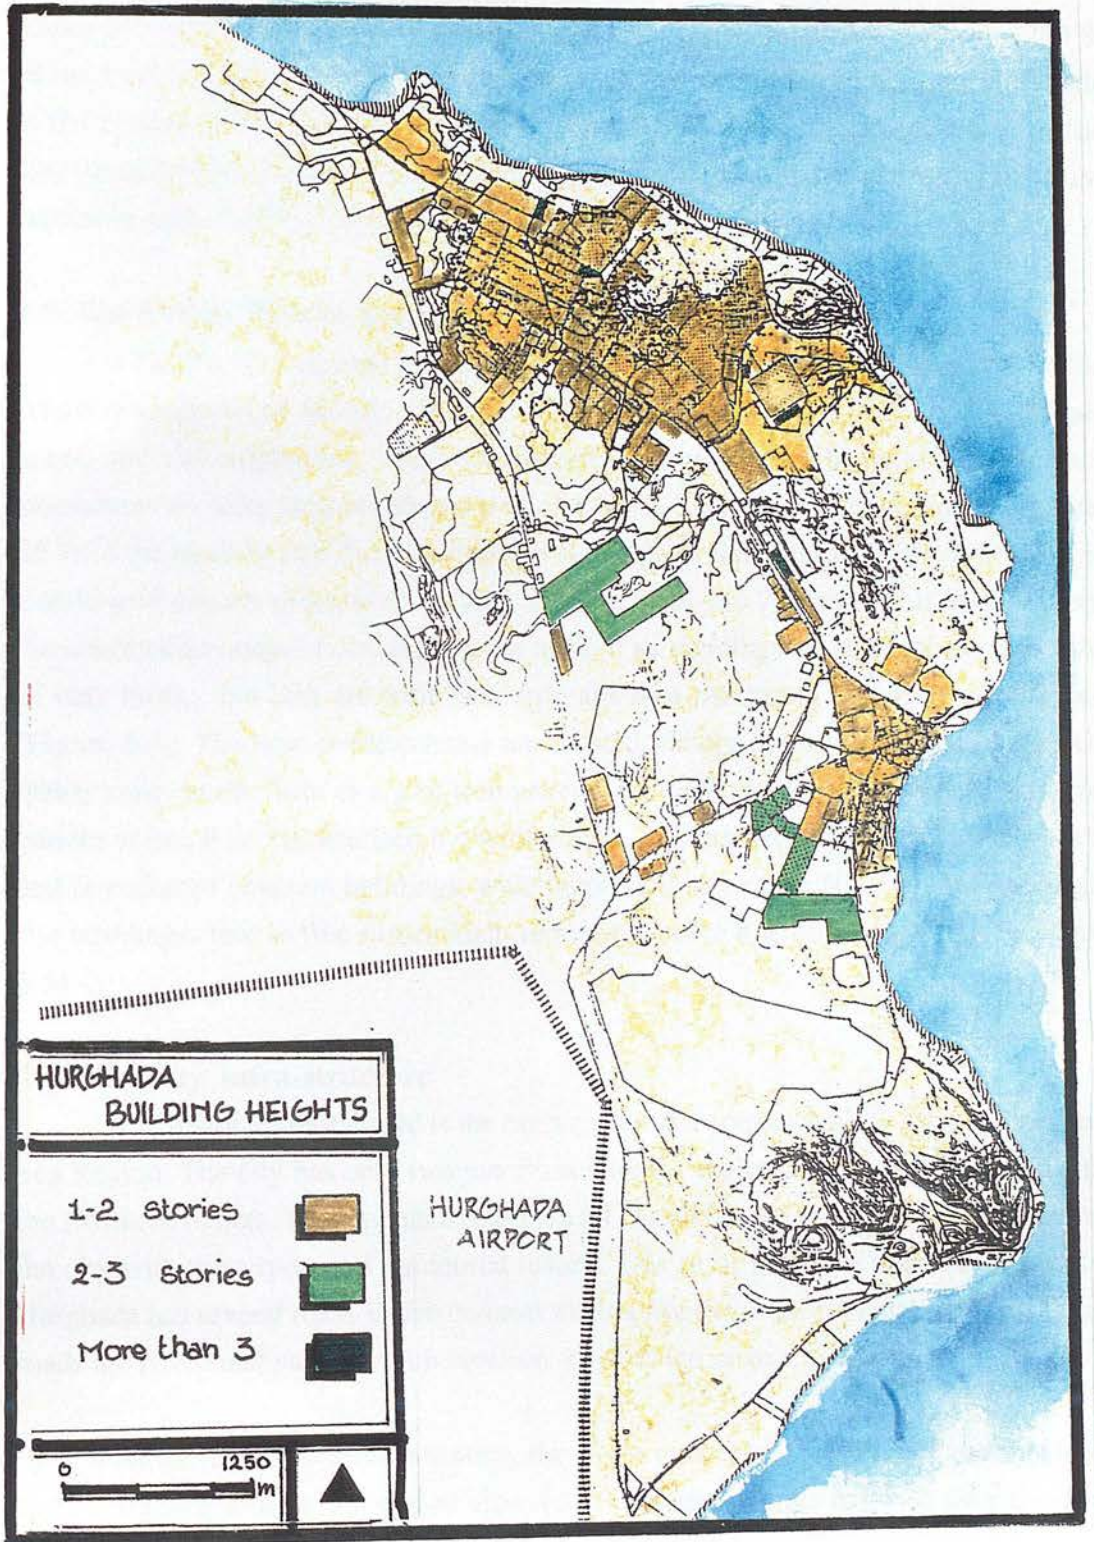 HURGHADA
BUILDING HEIGHTS
1-2 stories
2-3 stories
More than 3
HURGHADA
AIRPORT
0 1250
m